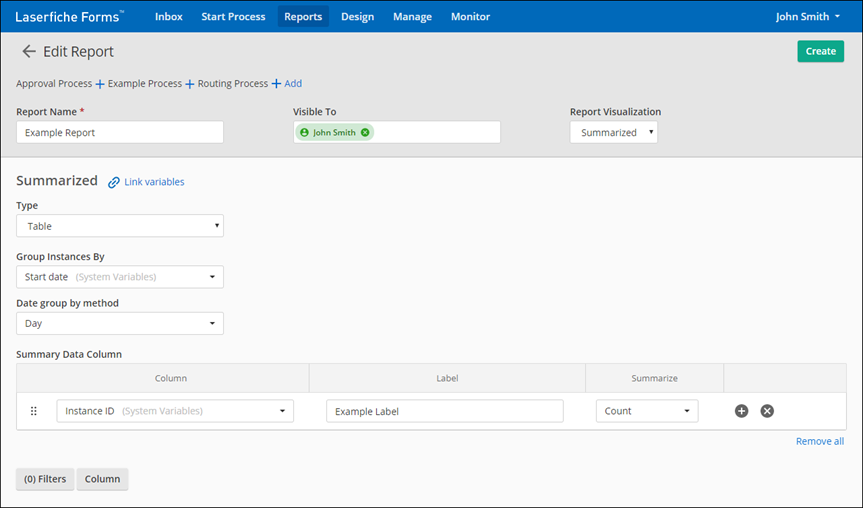 Laserfiche Forms™ Inbox Start Process Reports Design Manage Monitor John Smith
Edit Report Create
Approval Process + Example Process + Routing Process + Add
Report Name * Visible To Report Visualization
Example Report John Smith Summarized
Summarized Link variables
Type
Table
Group Instances By
Start date (System Variables)
Date group by method
Day
Summary Data Column
Column Label Summarize
Instance ID (System Variables) Example Label Count
Remove all
(0) Filters Column